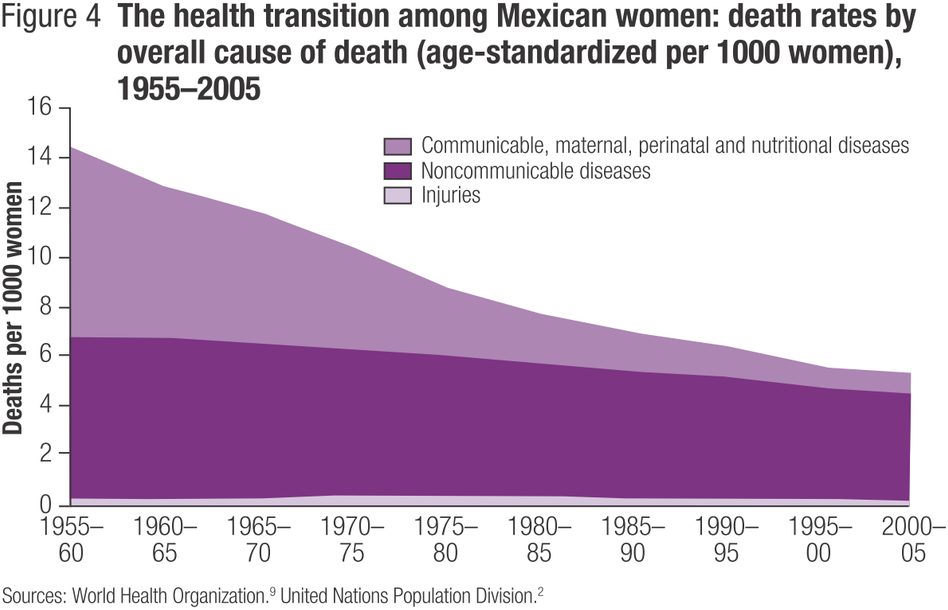 Figure 4 The health transition among Mexican women: death rates by
overall cause of death (age-standardized per 1000 women),
1955–2005
Deaths per 1000 women
16
14
12
10
8
6
4
2
0
Communicable, maternal, perinatal and nutritional diseases
Noncommunicable diseases
Injuries
1955– 1960– 1965– 1970– 1975– 1980– 1985– 1990– 1995– 2000–
60 65 70 75 80 85 90 95 00 05
Sources: World Health Organization.⁹ United Nations Population Division.²